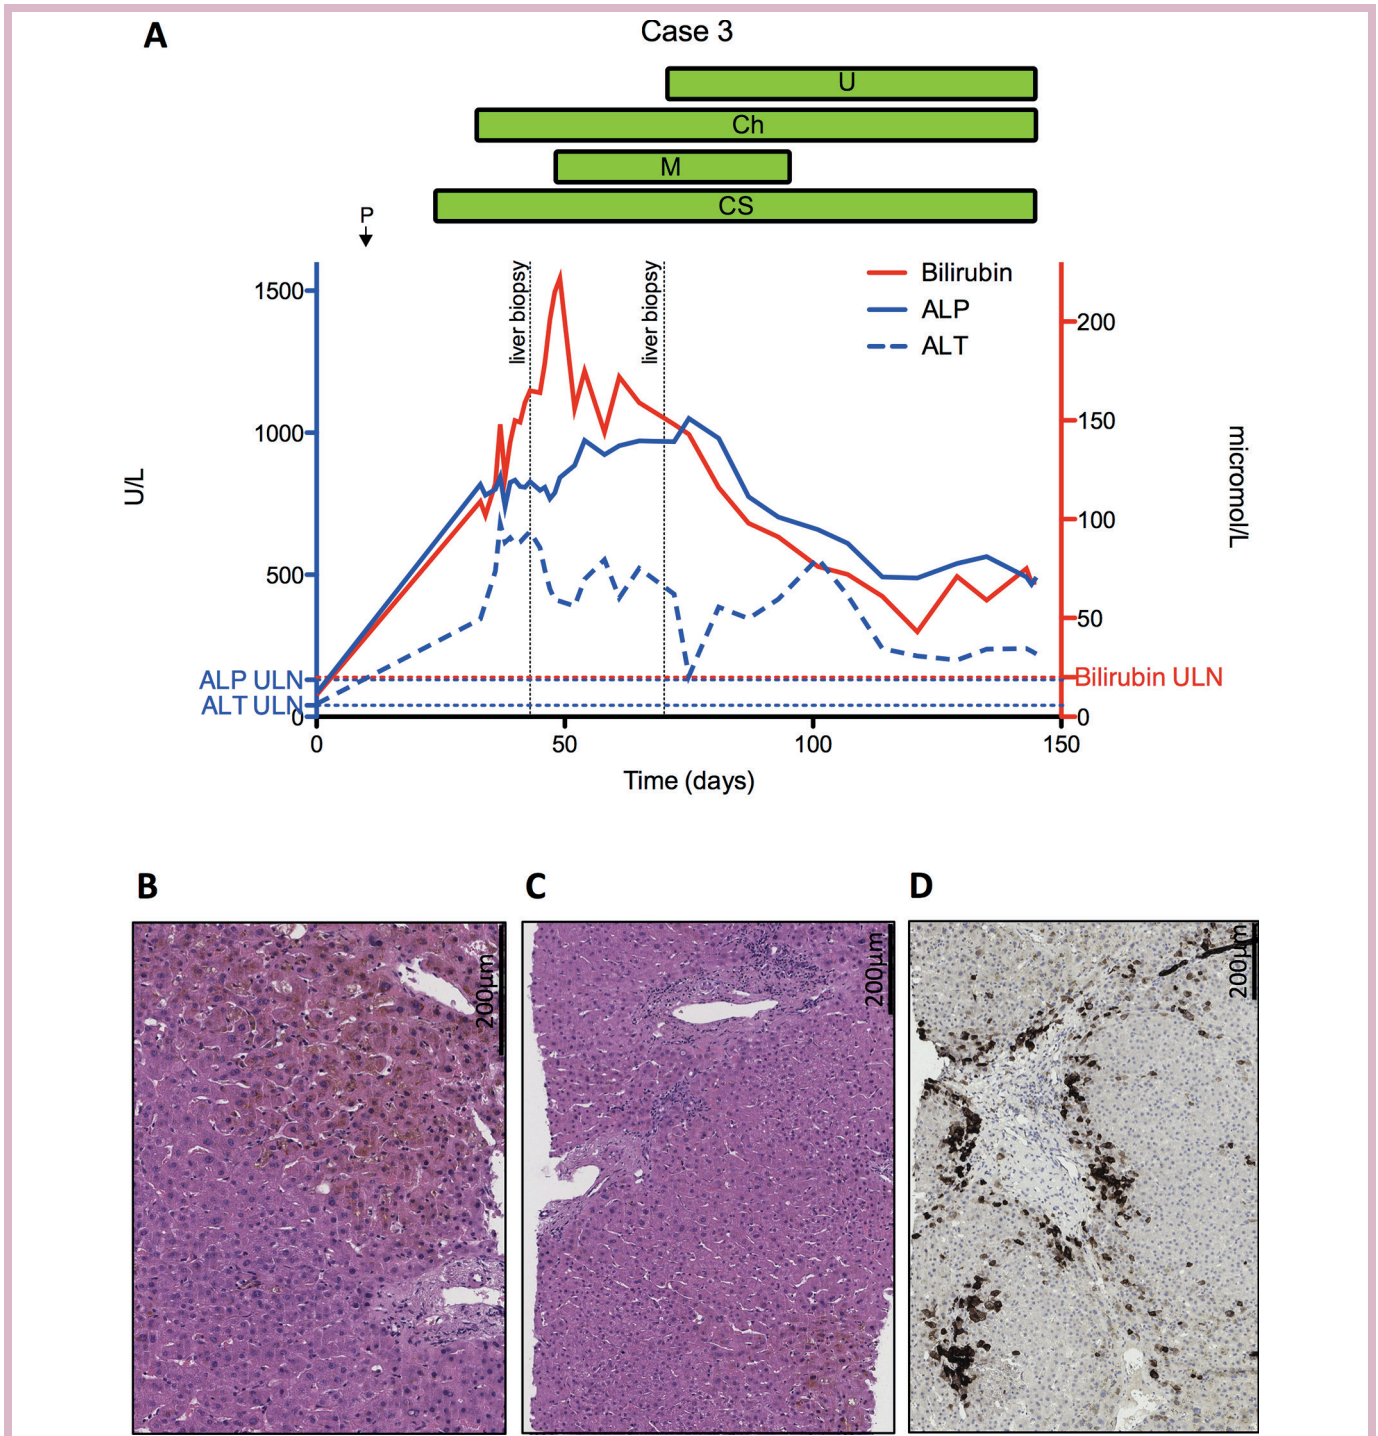 A
Case 3
U
Ch
M
CS
P
liver biopsy
liver biopsy
Bilirubin
ALP
ALT
1500
1000
500
0
U/L
ALP ULN
ALT ULN
200
150
100
50
0
micromol/L
Bilirubin ULN
0
50
100
150
Time (days)
B
C
D
200µm
200µm
200µm